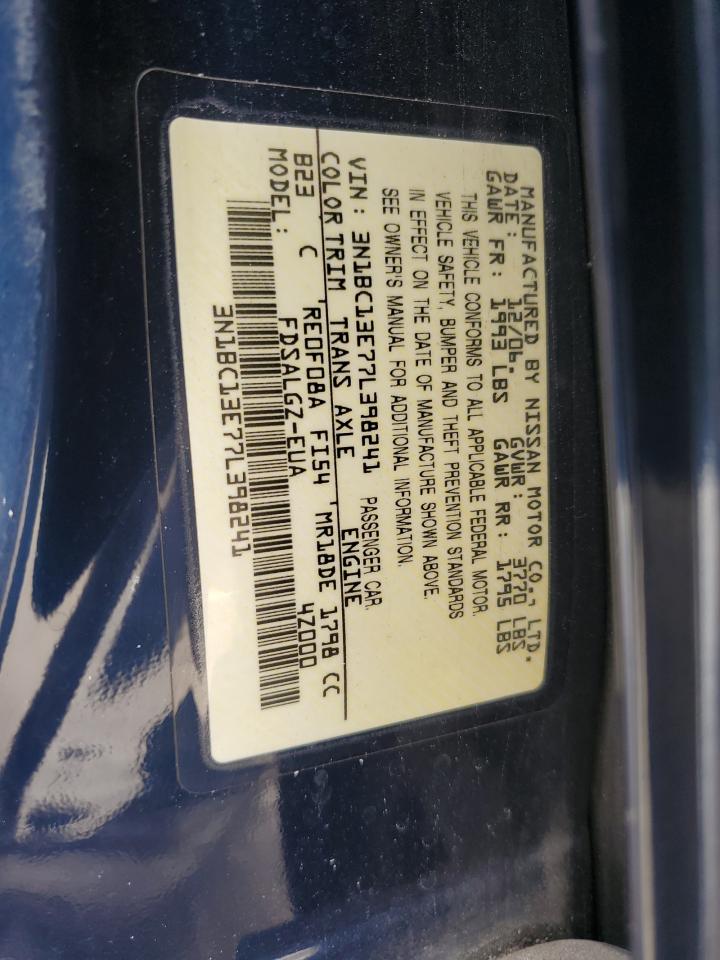 MANUFACTURED BY NISSAN MOTOR CO., LTD.
DATE: 12/06. GVWR: 3770 LBS
GAWR FR: 1993 LBS GAWR RR: 1795 LBS
THIS VEHICLE CONFORMS TO ALL APPLICABLE FEDERAL MOTOR
VEHICLE SAFETY, BUMPER AND THEFT PREVENTION STANDARDS
IN EFFECT ON THE DATE OF MANUFACTURE SHOWN ABOVE.
SEE OWNER'S MANUAL FOR ADDITIONAL INFORMATION.
VIN: 3N1BC13E77L398241 PASSENGER CAR.
COLOR TRIM TRANS AXLE ENGINE
B23 C RE0F08A FI54 MR18DE 1798 CC
MODEL: FDSALGZ-EUA 4Z000
3N1BC13E77L398241